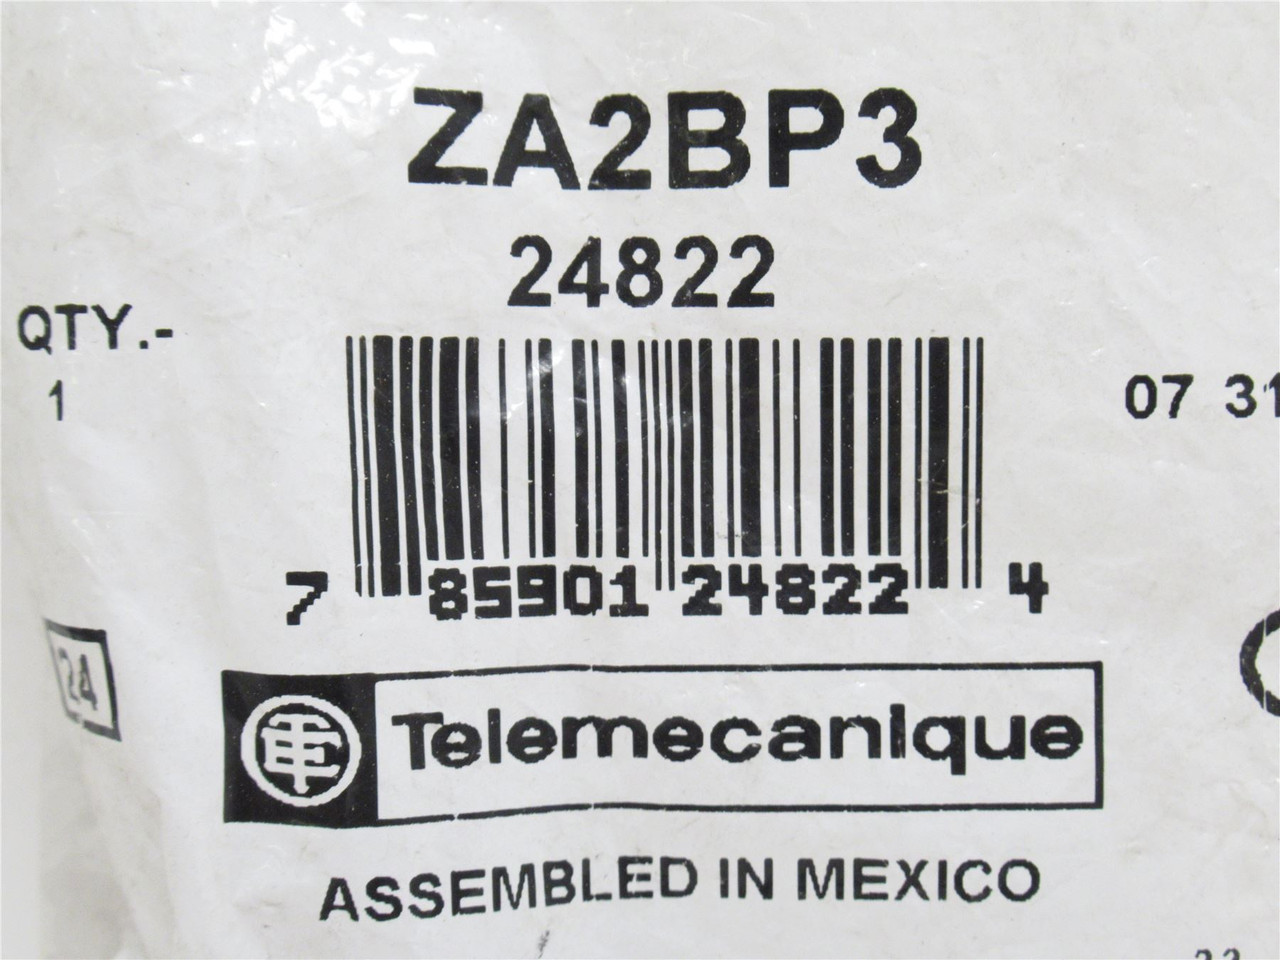 ZA2BP3
24822
QTY.-
1
07 31
7 85901 24822 4
24
Telemecanique
ASSEMBLED IN MEXICO